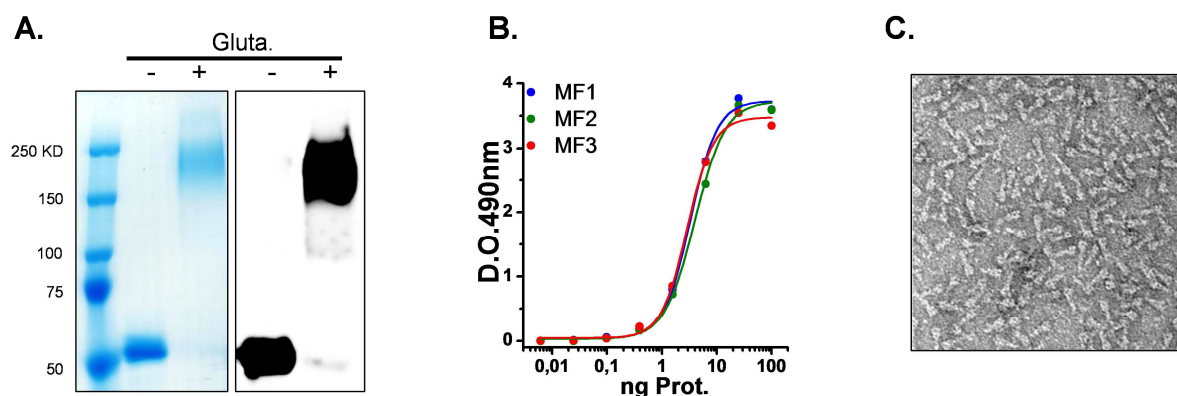 A.
Gluta.
- + - +
250 KD
150
100
75
50
B.
MF1
MF2
MF3
D.O.490nm
4
3
2
1
0
0,01 0,1 1 10 100
ng Prot.
C.